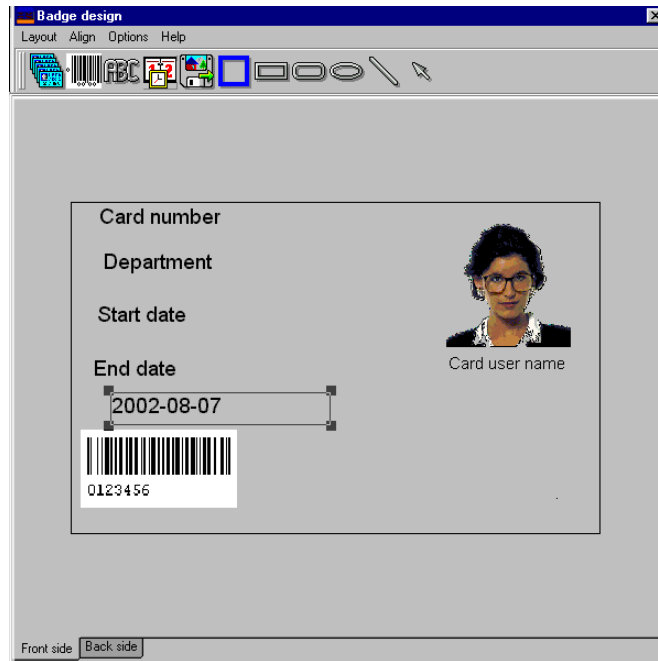 Badge design
Layout Align Options Help
ABC
Card number
Department
Start date
End date
Card user name
2002-08-07
0123456
Front side Back side